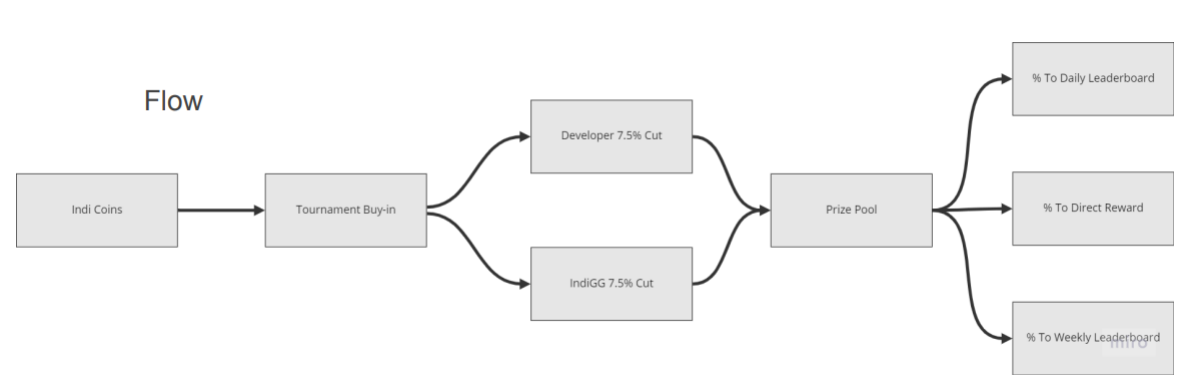 Flow
Indi Coins
Tournament Buy-in
Developer 7.5% Cut
IndiGG 7.5% Cut
Prize Pool
% To Daily Leaderboard
% To Direct Reward
% To Weekly Leaderboard
miro